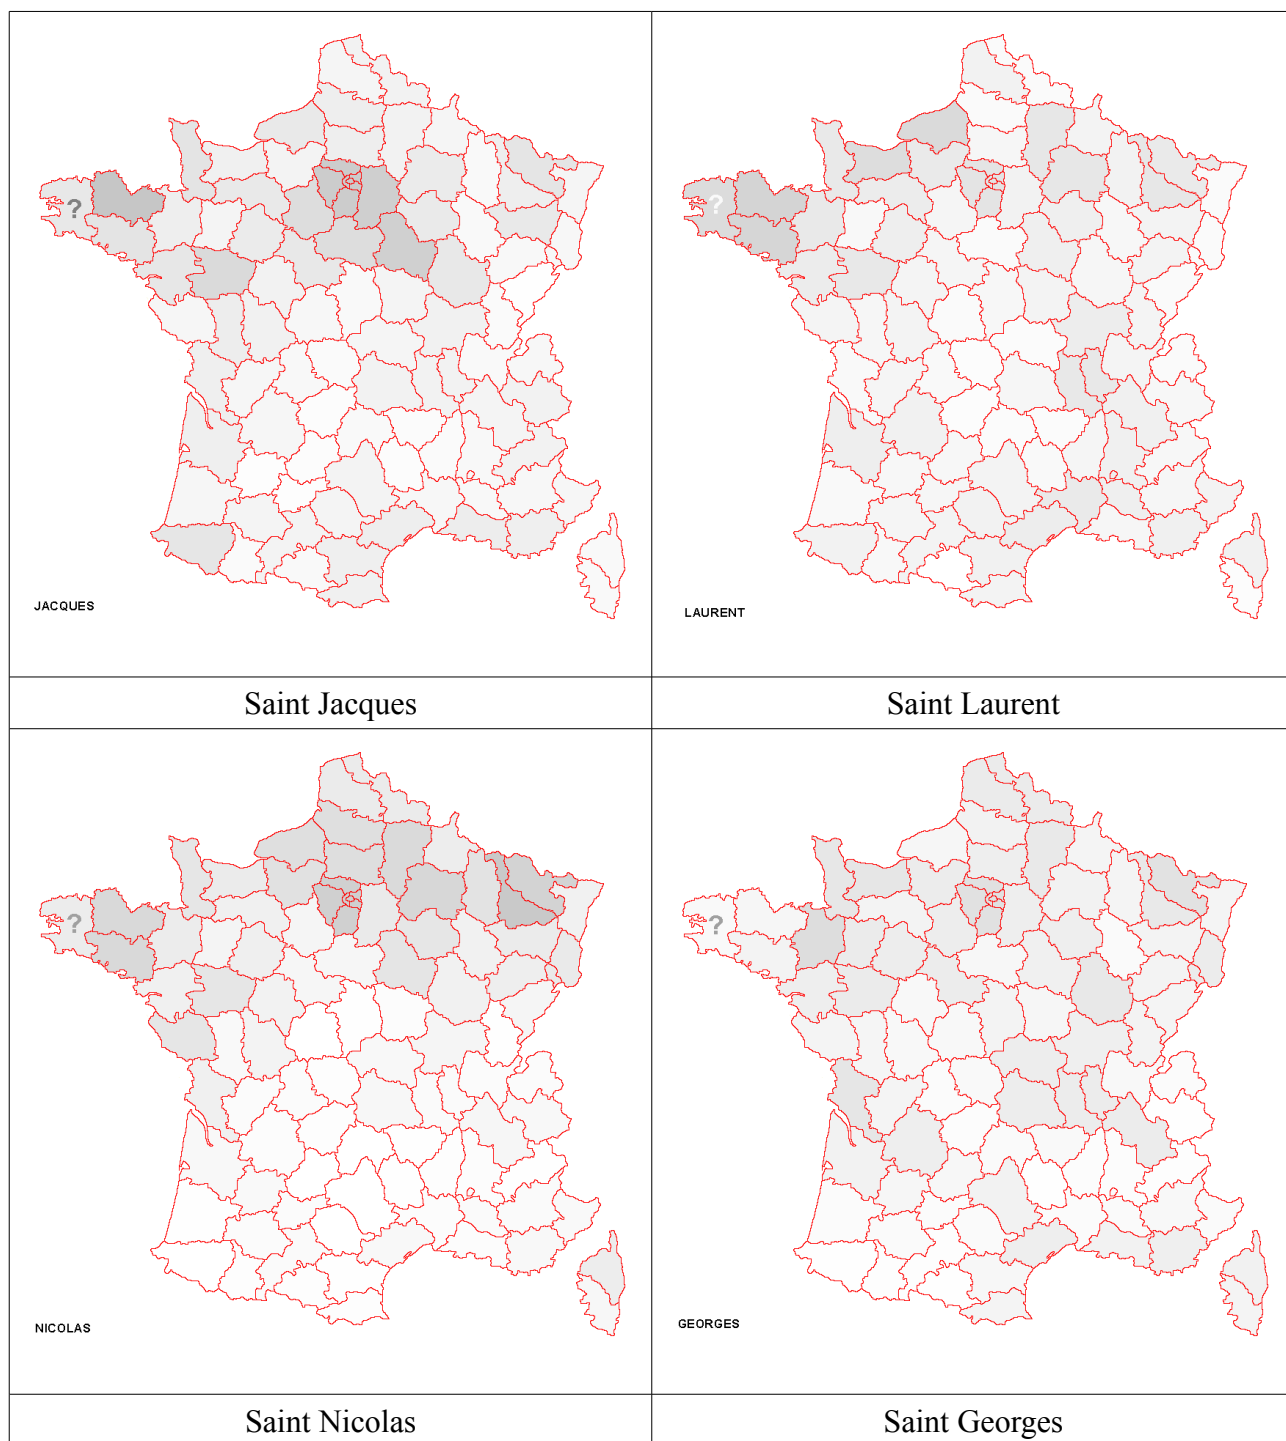 ?
JACQUES
?
LAURENT
Saint Jacques
Saint Laurent
?
NICOLAS
?
GEORGES
Saint Nicolas
Saint Georges